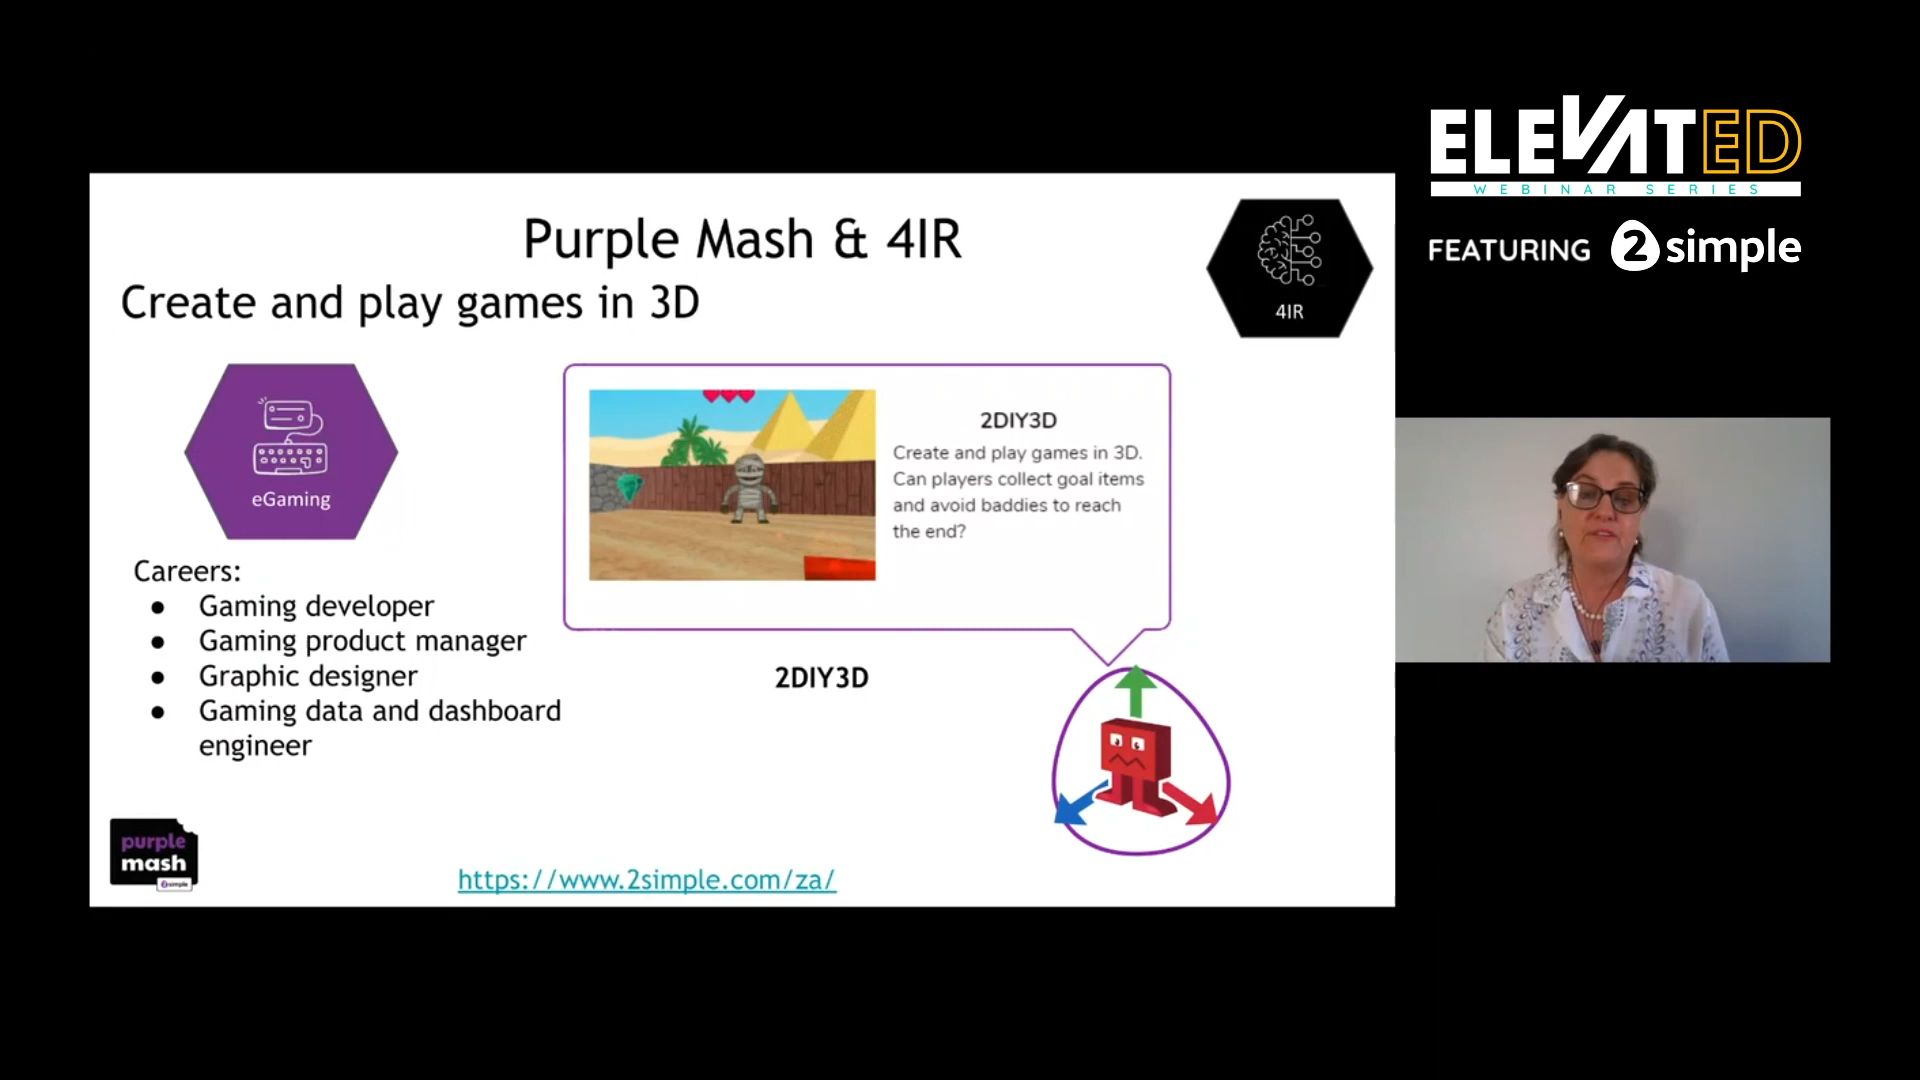 ELEVATED
WEBINAR SERIES
FEATURING 2simple
Purple Mash & 4IR
4IR
Create and play games in 3D
eGaming
2DIY3D
Create and play games in 3D.
Can players collect goal items
and avoid baddies to reach
the end?
Careers:
● Gaming developer
● Gaming product manager
● Graphic designer
● Gaming data and dashboard
engineer
2DIY3D
purple
mash
2simple
https://www.2simple.com/za/